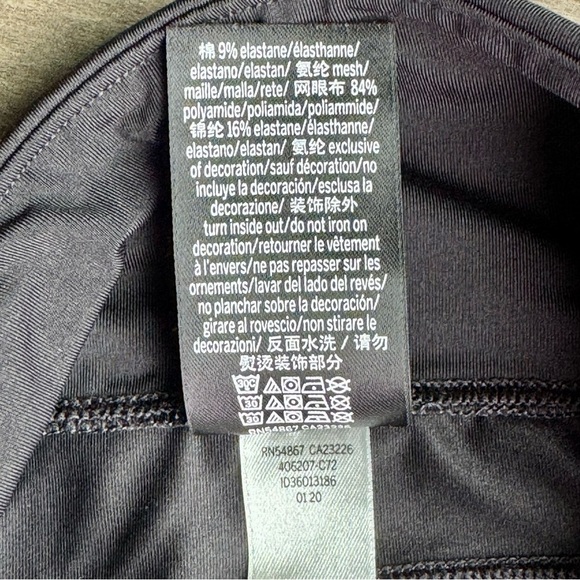 棉 9% elastane/élasthanne/
elastano/elastan/ 氨纶 mesh/
maille/malla/rete/ 网眼布 84%
polyamide/poliamida/poliammide/
锦纶 16% elastane/élasthanne/
elastano/elastan/ 氨纶 exclusive
of decoration/sauf décoration/no
incluye la decoración/esclusa la
decorazione/ 装饰除外
turn inside out/do not iron on
decoration/retourner le vêtement
à l'envers/ne pas repasser sur les
ornements/lavar del lado del revés/
no planchar sobre la decoración/
girare al rovescio/non stirare le
decorazioni/ 反面水洗 / 请勿
熨烫装饰部分
30
30
RN54867 CA23226
RN54867 CA23226
406207-C72
ID36013186
01 20